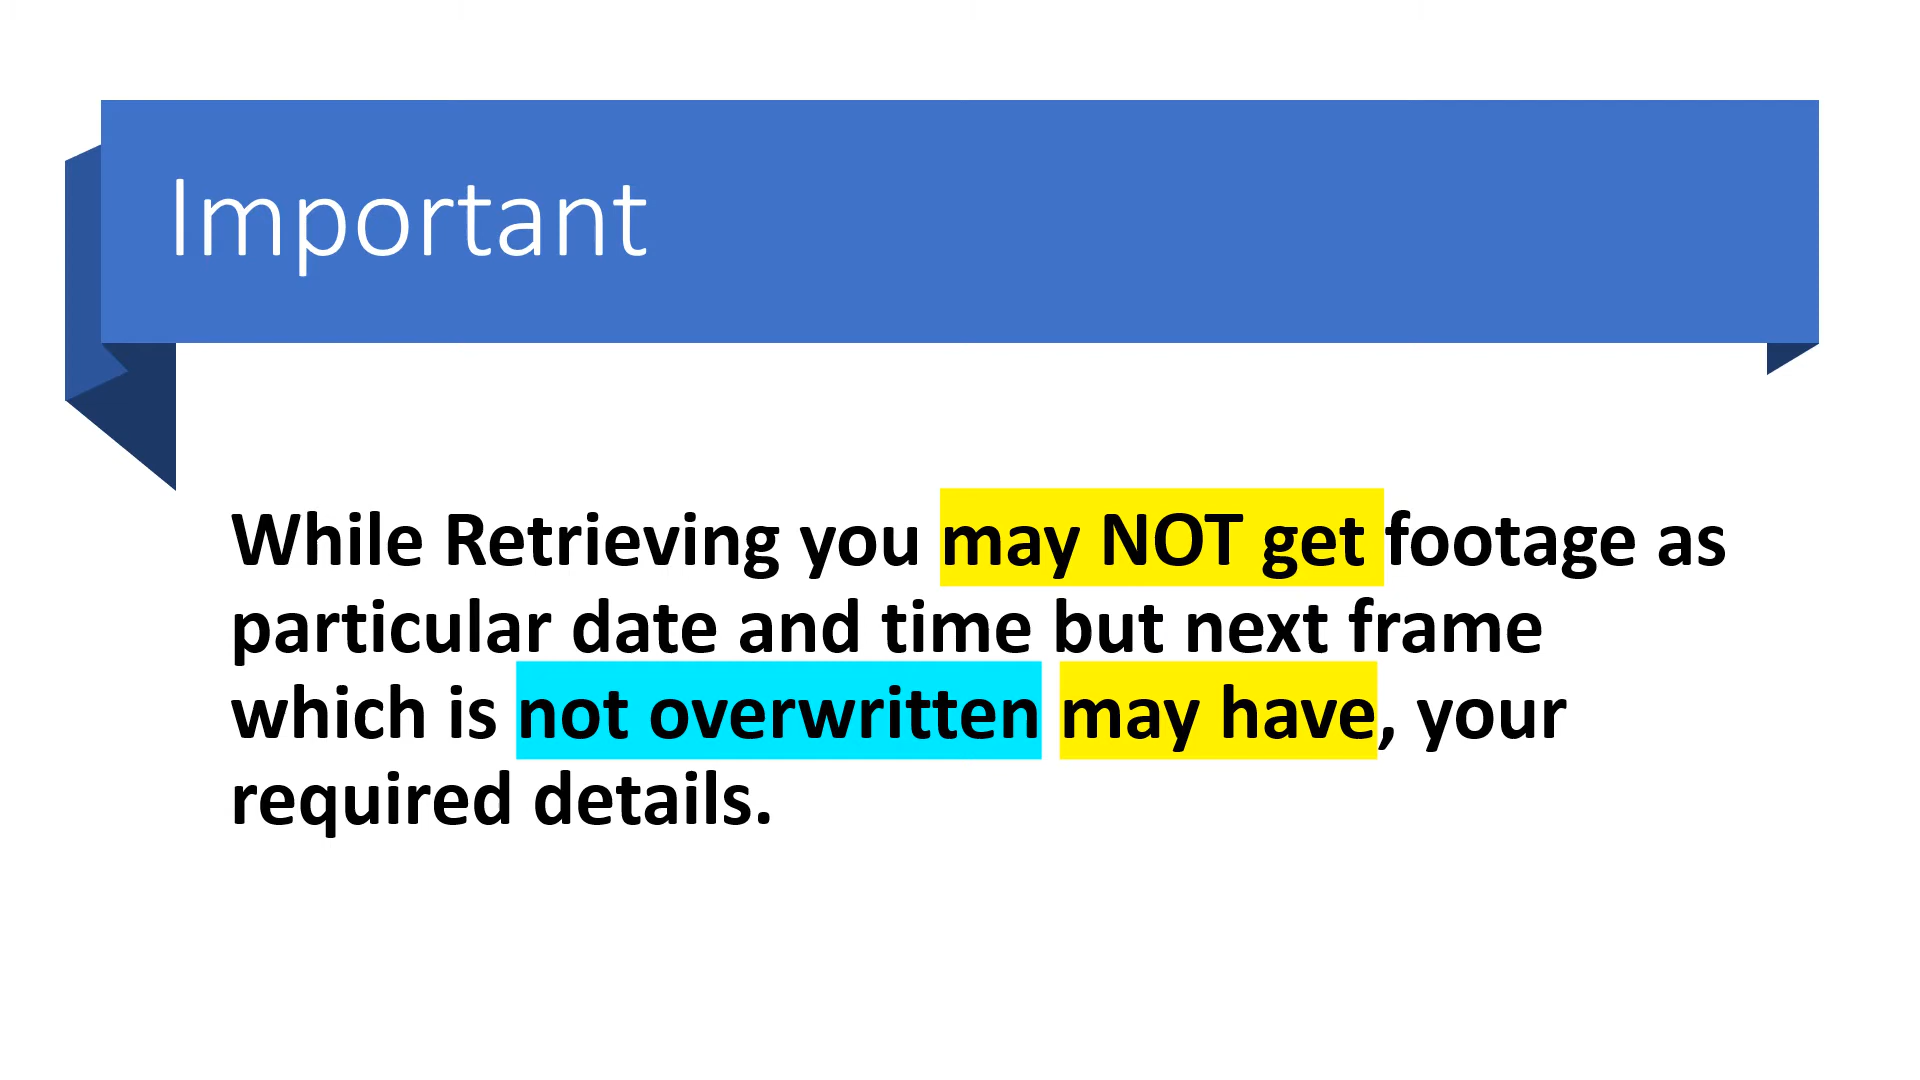 Important
While Retrieving you may NOT get footage as
particular date and time but next frame
which is not overwritten may have, your
required details.